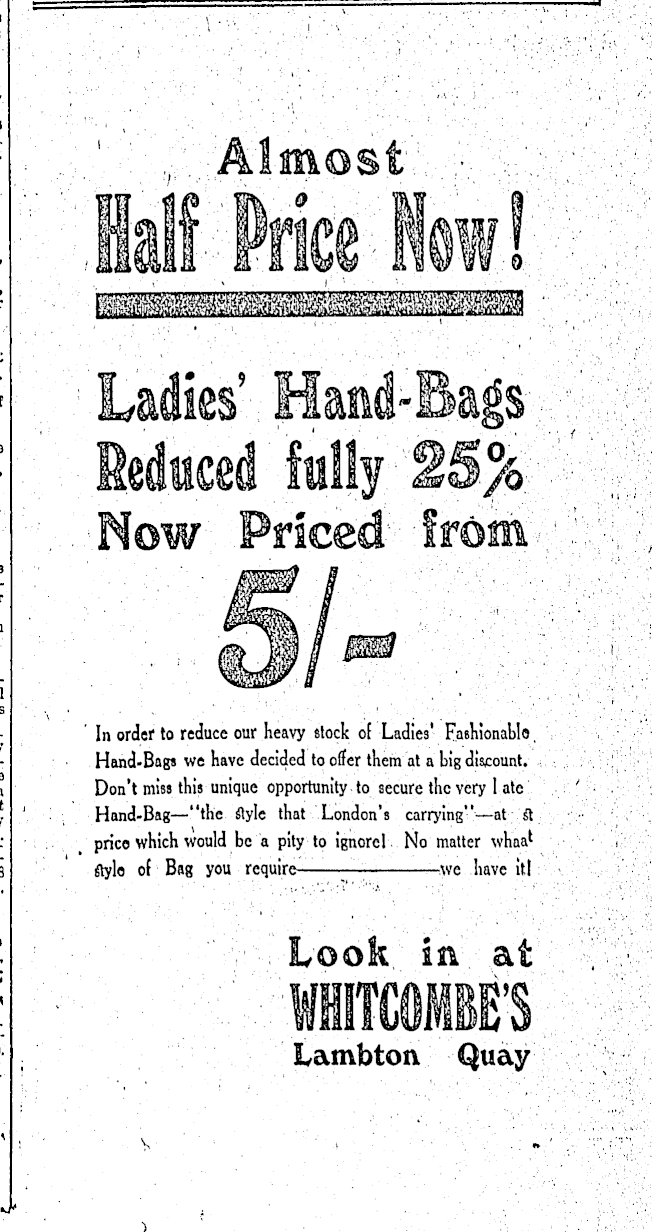 Almost
Half Price Now!
Ladies' Hand-Bags
Reduced fully 25%
Now Priced from
5/-
In order to reduce our heavy stock of Ladies' Fashionable
Hand-Bags we have decided to offer them at a big discount.
Don't miss this unique opportunity to secure the very l ate
Hand-Bag—"the style that London's carrying"—at st
price which would be a pity to ignore! No matter whaat
style of Bag you require————we have it!
Look in at
WHITCOMBE'S
Lambton Quay